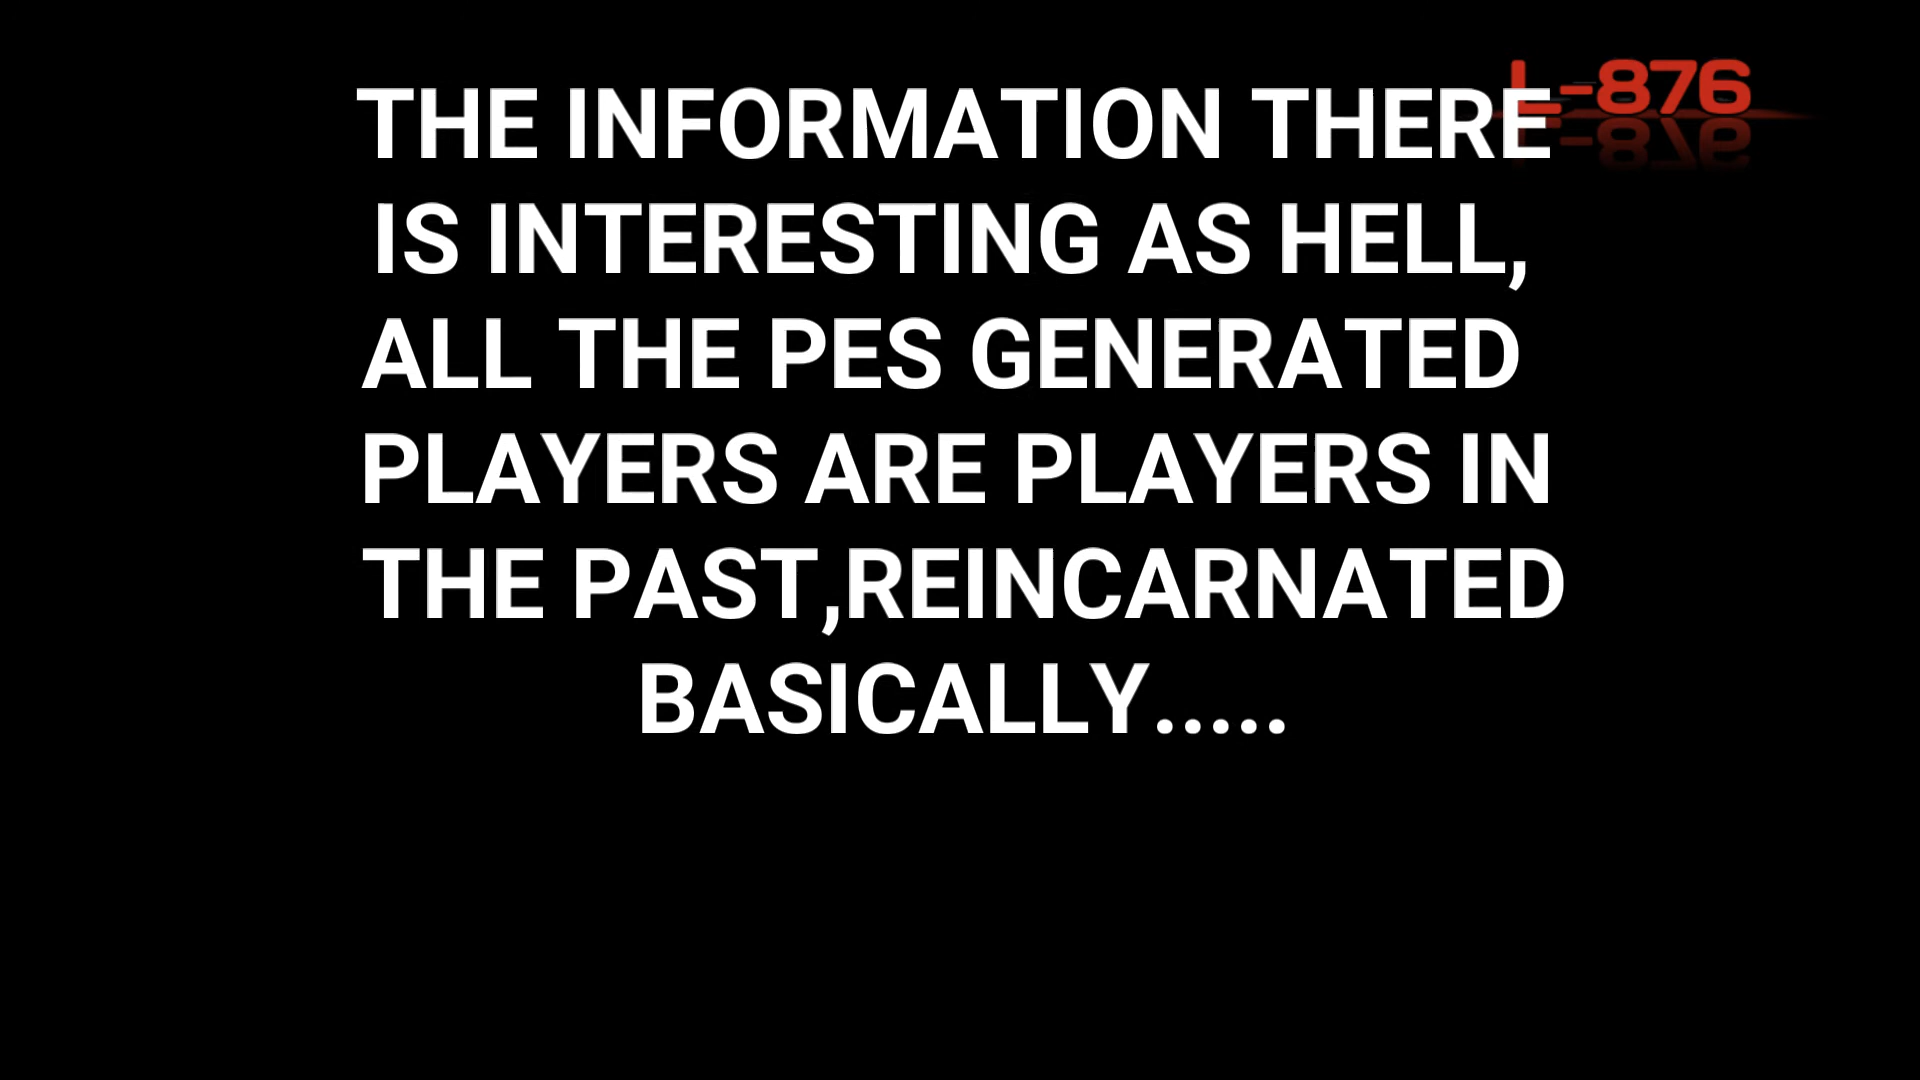 L-876
THE INFORMATION THERE
IS INTERESTING AS HELL,
ALL THE PES GENERATED
PLAYERS ARE PLAYERS IN
THE PAST,REINCARNATED
BASICALLY.....